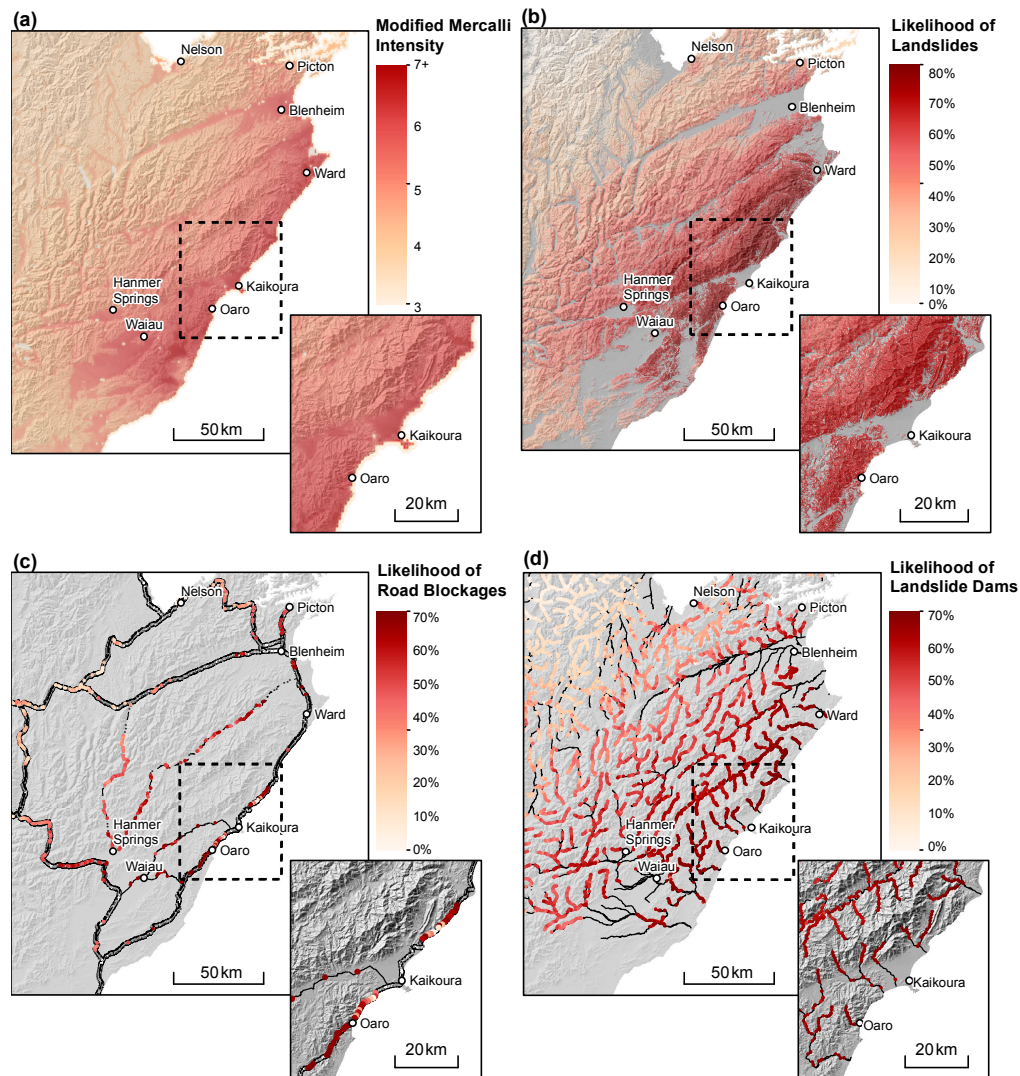 (a)
Modified Mercalli
Intensity
7+
6
5
4
3
Nelson
Picton
Blenheim
Ward
Hanmer
Springs
Kaikoura
Oaro
Waiau
50 km
Kaikoura
Oaro
20 km
(b)
Likelihood of
Landslides
80%
70%
60%
50%
40%
30%
20%
10%
0%
Nelson
Picton
Blenheim
Ward
Hanmer
Springs
Kaikoura
Oaro
Waiau
50 km
Kaikoura
Oaro
20 km
(c)
Likelihood of
Road Blockages
70%
60%
50%
40%
30%
20%
10%
0%
Nelson
Picton
Blenheim
Ward
Kaikoura
Hanmer
Springs
Oaro
Waiau
50 km
Kaikoura
Oaro
20 km
(d)
Likelihood of
Landslide Dams
70%
60%
50%
40%
30%
20%
10%
0%
Nelson
Picton
Blenheim
Ward
Kaikoura
Hanmer
Springs
Oaro
Waiau
50 km
Kaikoura
Oaro
20 km